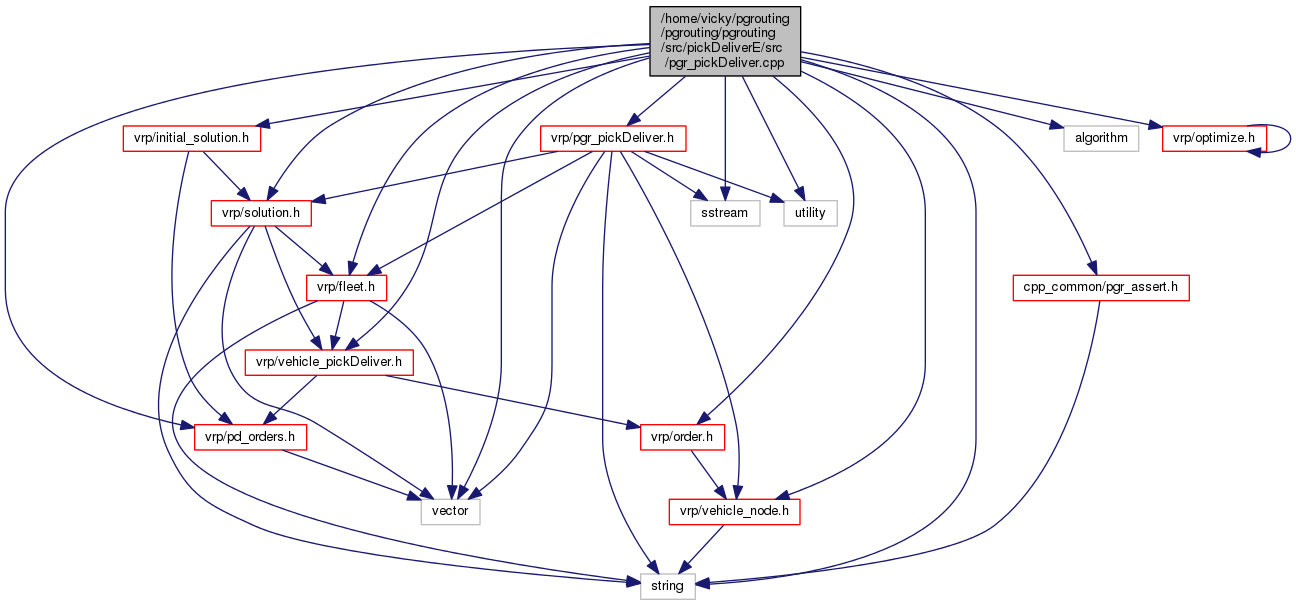 /home/vicky/pgrouting
/pgrouting/pgrouting
/src/pickDeliverE/src
/pgr_pickDeliver.cpp
vrp/initial_solution.h
vrp/pgr_pickDeliver.h
algorithm
vrp/optimize.h
vrp/solution.h
sstream
utility
vrp/fleet.h
cpp_common/pgr_assert.h
vrp/vehicle_pickDeliver.h
vrp/pd_orders.h
vrp/order.h
vector
vrp/vehicle_node.h
string